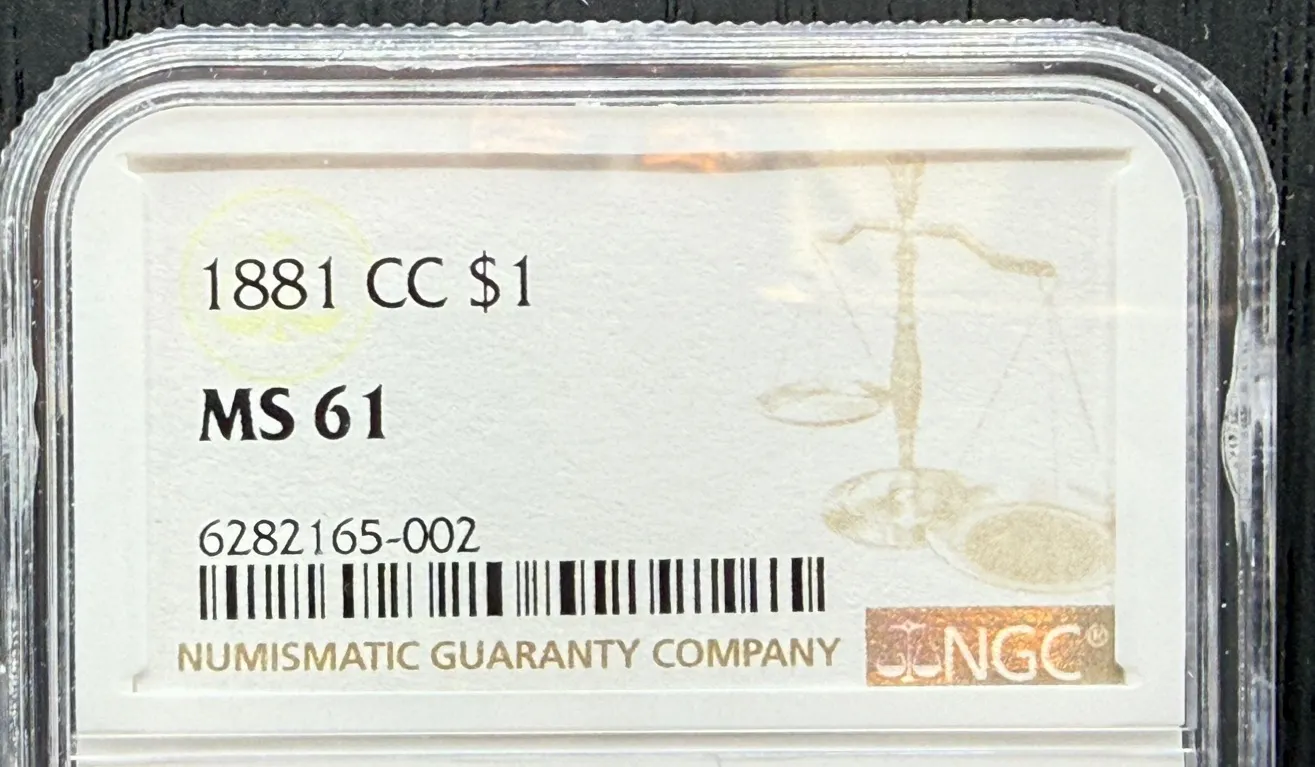 1881 CC $1
MS 61
6282165-002
NUMISMATIC GUARANTY COMPANY
NGC®